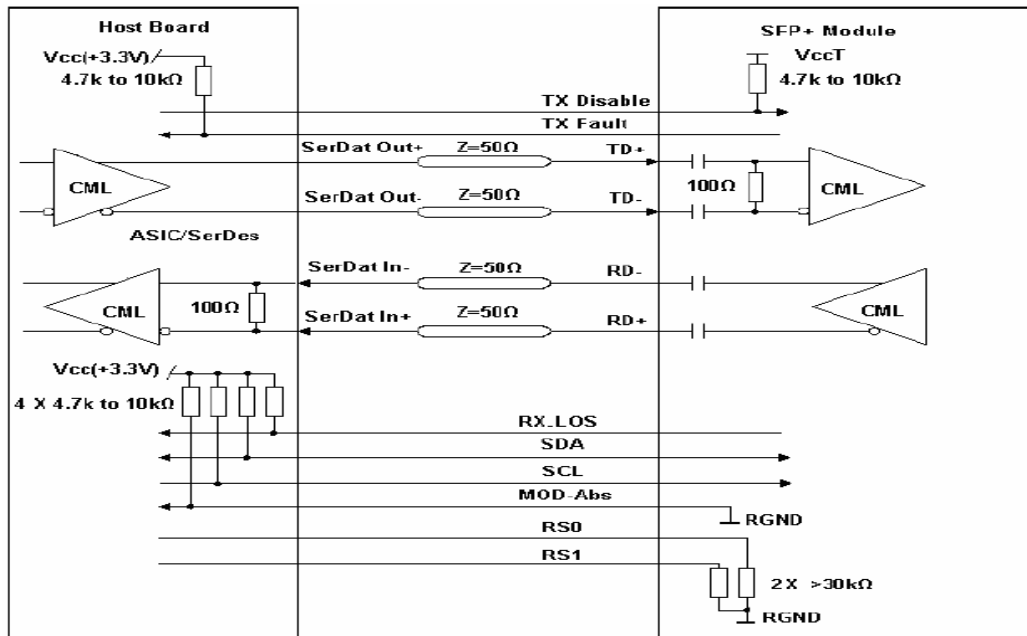 Host Board
SFP+ Module
Vcc(+3.3V)
4.7k to 10kΩ
VccT
4.7k to 10kΩ
TX Disable
TX Fault
SerDat Out+
Z=50Ω
TD+
CML
100Ω
CML
SerDat Out-
Z=50Ω
TD-
ASIC/SerDes
SerDat In-
Z=50Ω
RD-
CML
100Ω
CML
SerDat In+
Z=50Ω
RD+
Vcc(+3.3V)
4 X 4.7k to 10kΩ
RX-LOS
SDA
SCL
MOD-Abs
RGND
RS0
RS1
2X >30kΩ
RGND